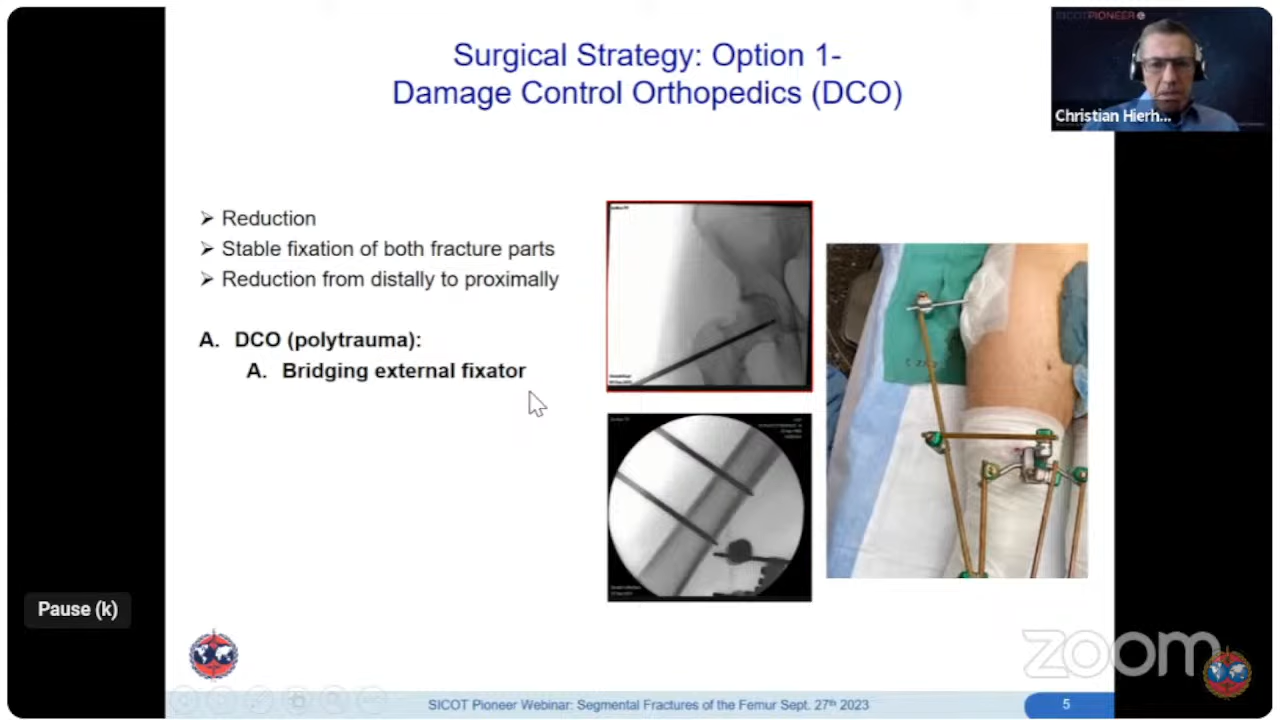 Surgical Strategy: Option 1-
Damage Control Orthopedics (DCO)
SICOTPIONEER
Christian Hierh...
➢ Reduction
➢ Stable fixation of both fracture parts
➢ Reduction from distally to proximally
A. DCO (polytrauma):
A. Bridging external fixator
Pause (k)
zoom
SICOT Pioneer Webinar: Segmental Fractures of the Femur Sept. 27th 2023
5